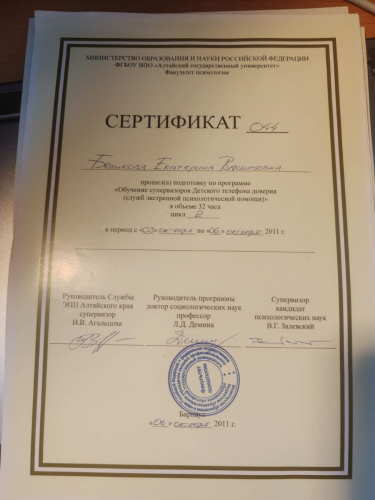 МИНИСТЕРСТВО ОБРАЗОВАНИЯ И НАУКИ РОССИЙСКОЙ ФЕДЕРАЦИИ
ФГБОУ ВПО «Алтайский государственный университет»
Факультет психологии
СЕРТИФИКАТ 044
Екатерина
прошел(а) подготовку по программе
«Обучение супервизоров Детского телефона доверия
(служб экстренной психологической помощи)»
в объеме 32 часа
цикл 2
в период с «03» октября по «06» октября 2011 г.
Руководитель Службы
ЭПП Алтайского края
супервизор
И.В. Агальцова
Руководитель программы
доктор социологических наук
профессор
Л.Д. Демина
Супервизор
кандидат
психологических наук
В.Г. Залевский
Барнаул
«06» октября 2011 г.